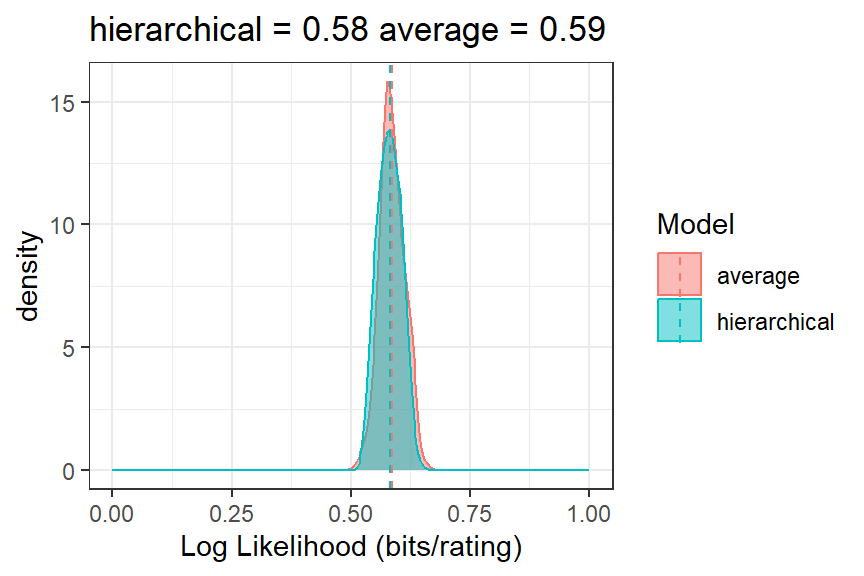 hierarchical = 0.58 average = 0.59
15
10
5
0
density
0.00 0.25 0.50 0.75 1.00
Log Likelihood (bits/rating)
Model
average
hierarchical